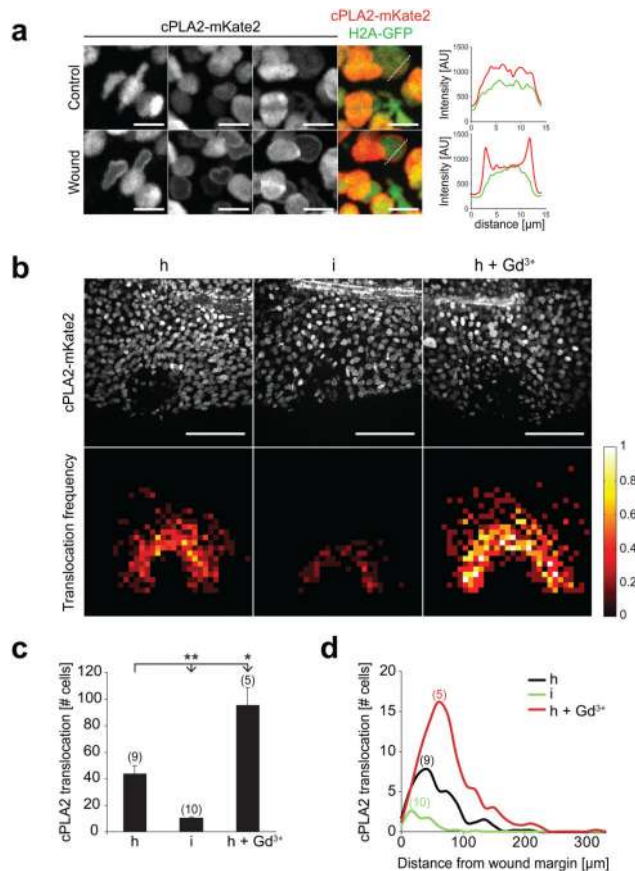 a
cPLA2-mKate2
cPLA2-mKate2
H2A-GFP
Control
Wound
Intensity [AU]
1500
1000
500
0
0 5 10 15
Intensity [AU]
1500
1000
500
0
0 5 10 15
distance [µm]
b
h i h + Gd³⁺
cPLA2-mKate2
Translocation frequency
1
0.8
0.6
0.4
0.2
0
c
cPLA2 translocation [# cells]
120
100
80
60
40
20
0
** *
(9)
(10)
(5)
h i h + Gd³⁺
d
cPLA2 translocation [# cells]
20
15
10
5
0
(5)
(9)
(10)
h
i
h + Gd³⁺
0 100 200 300
Distance from wound margin [µm]